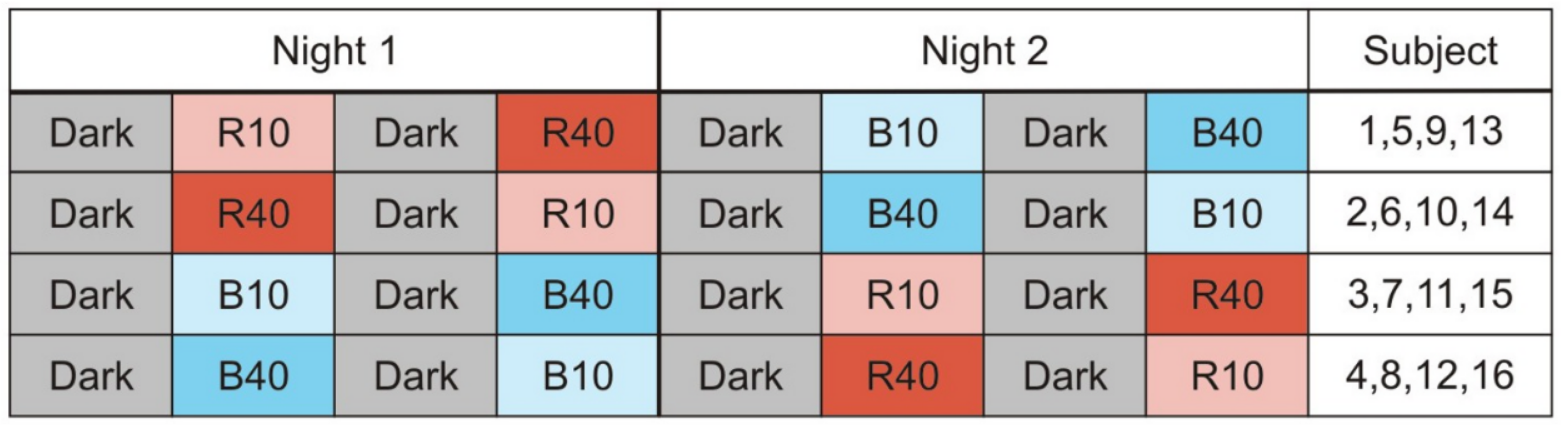 Night 1 Night 2 Subject
Dark R10 Dark R40 Dark B10 Dark B40 1,5,9,13
Dark R40 Dark R10 Dark B40 Dark B10 2,6,10,14
Dark B10 Dark B40 Dark R10 Dark R40 3,7,11,15
Dark B40 Dark B10 Dark R40 Dark R10 4,8,12,16